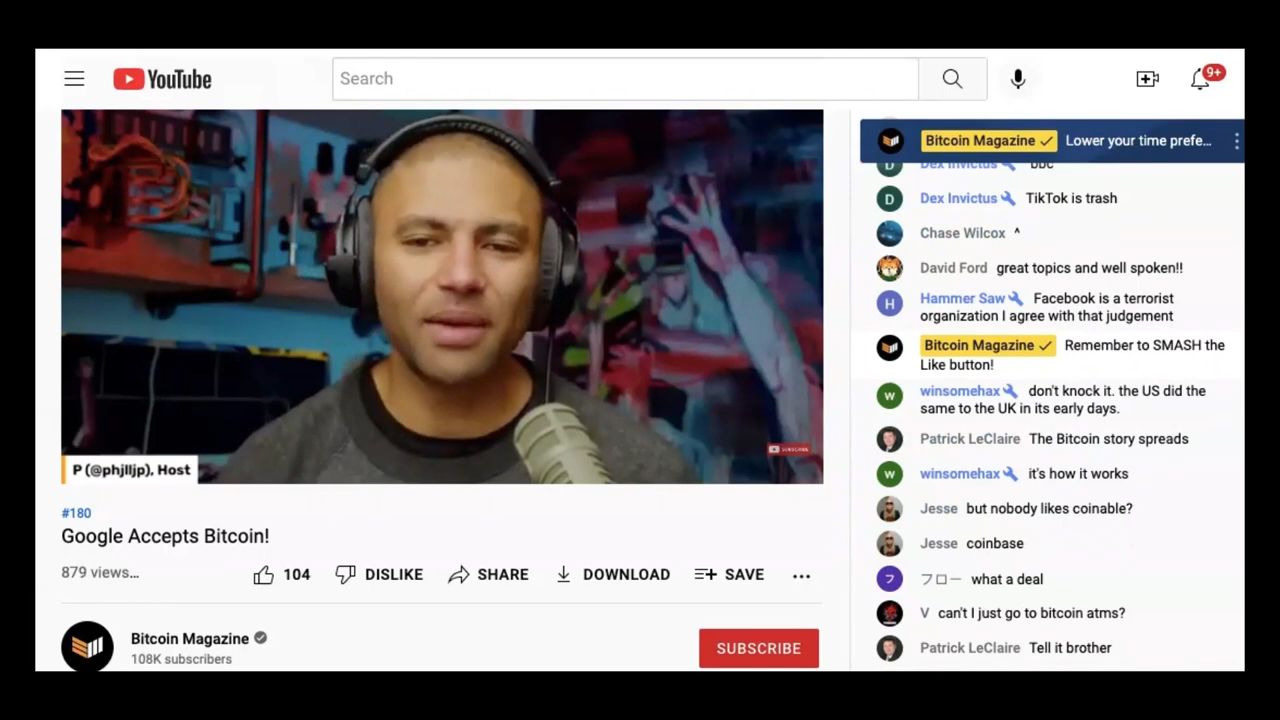 YouTube
Search
9+
Bitcoin Magazine Lower your time prefe...
Dex Invictus bbc
D Dex Invictus TikTok is trash
Chase Wilcox ^
David Ford great topics and well spoken!!
H Hammer Saw Facebook is a terrorist
organization I agree with that judgement
Bitcoin Magazine Remember to SMASH the
Like button!
w winsomehax don't knock it. the US did the
same to the UK in its early days.
Patrick LeClaire The Bitcoin story spreads
w winsomehax it's how it works
Jesse but nobody likes coinable?
Jesse coinbase
フ フロー what a deal
V can't I just go to bitcoin atms?
Patrick LeClaire Tell it brother
SUBSCRIBE
P (@phjlljp), Host
#180
Google Accepts Bitcoin!
879 views...
104 DISLIKE SHARE DOWNLOAD SAVE ...
Bitcoin Magazine
108K subscribers
SUBSCRIBE